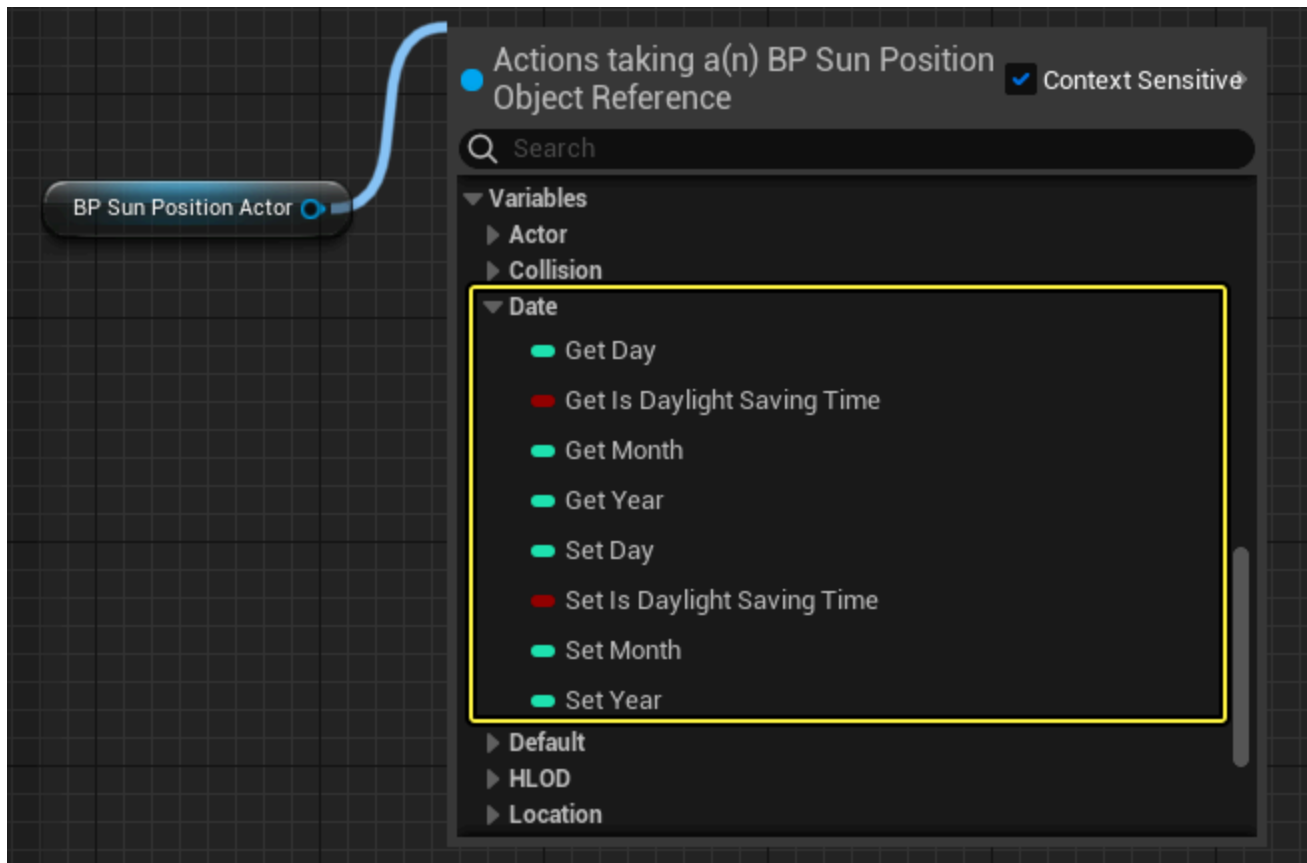 Actions taking a(n) BP Sun Position
Object Reference
Context Sensitive
Search
BP Sun Position Actor
Variables
Actor
Collision
Date
Get Day
Get Is Daylight Saving Time
Get Month
Get Year
Set Day
Set Is Daylight Saving Time
Set Month
Set Year
Default
HLOD
Location